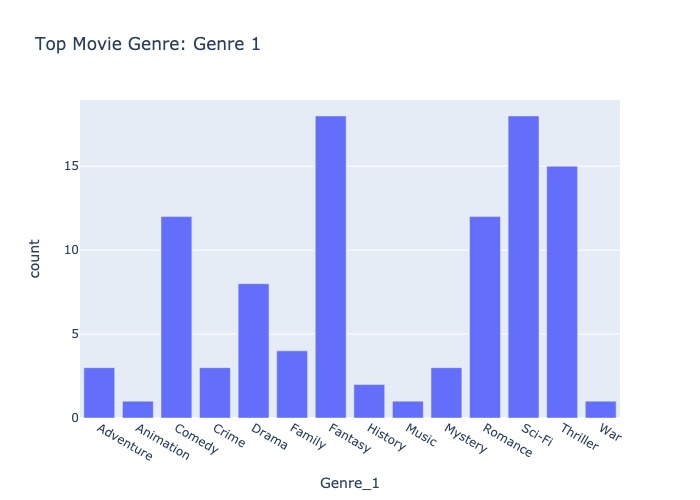 Top Movie Genre: Genre 1
count
15
10
5
0
Adventure
Animation
Comedy
Crime
Drama
Family
Fantasy
History
Music
Mystery
Romance
Sci-Fi
Thriller
War
Genre_1